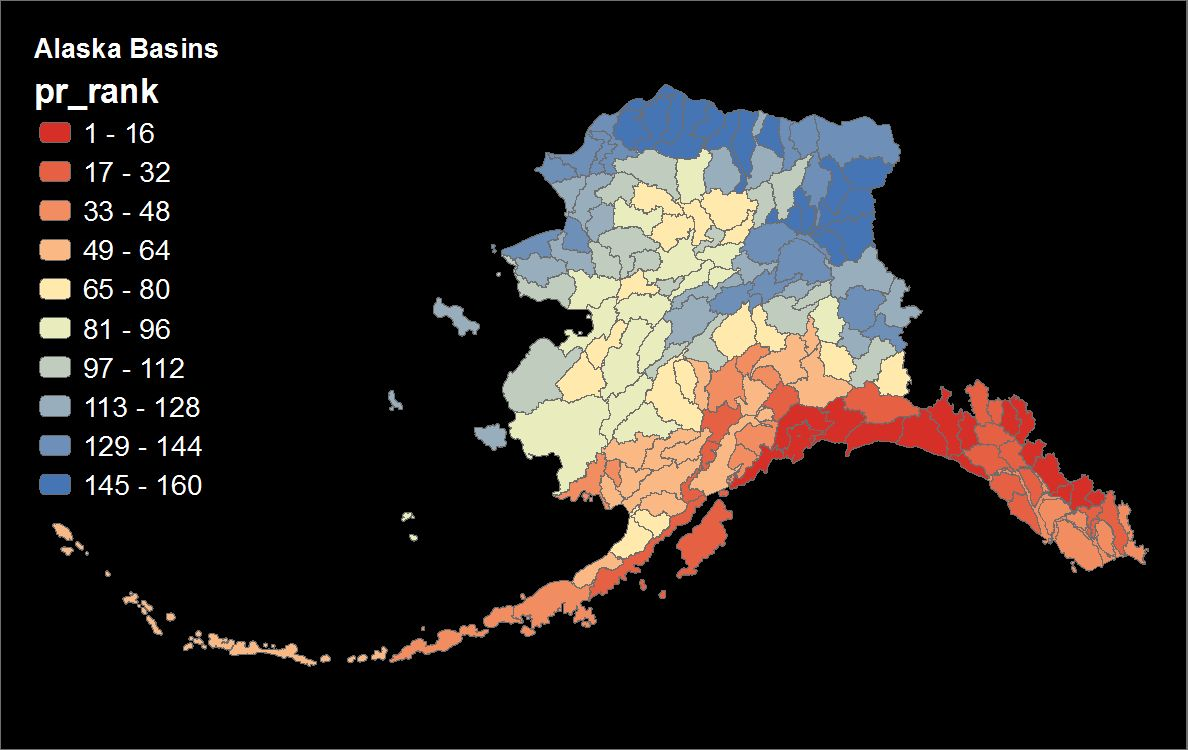 Alaska Basins
pr_rank
1 - 16
17 - 32
33 - 48
49 - 64
65 - 80
81 - 96
97 - 112
113 - 128
129 - 144
145 - 160